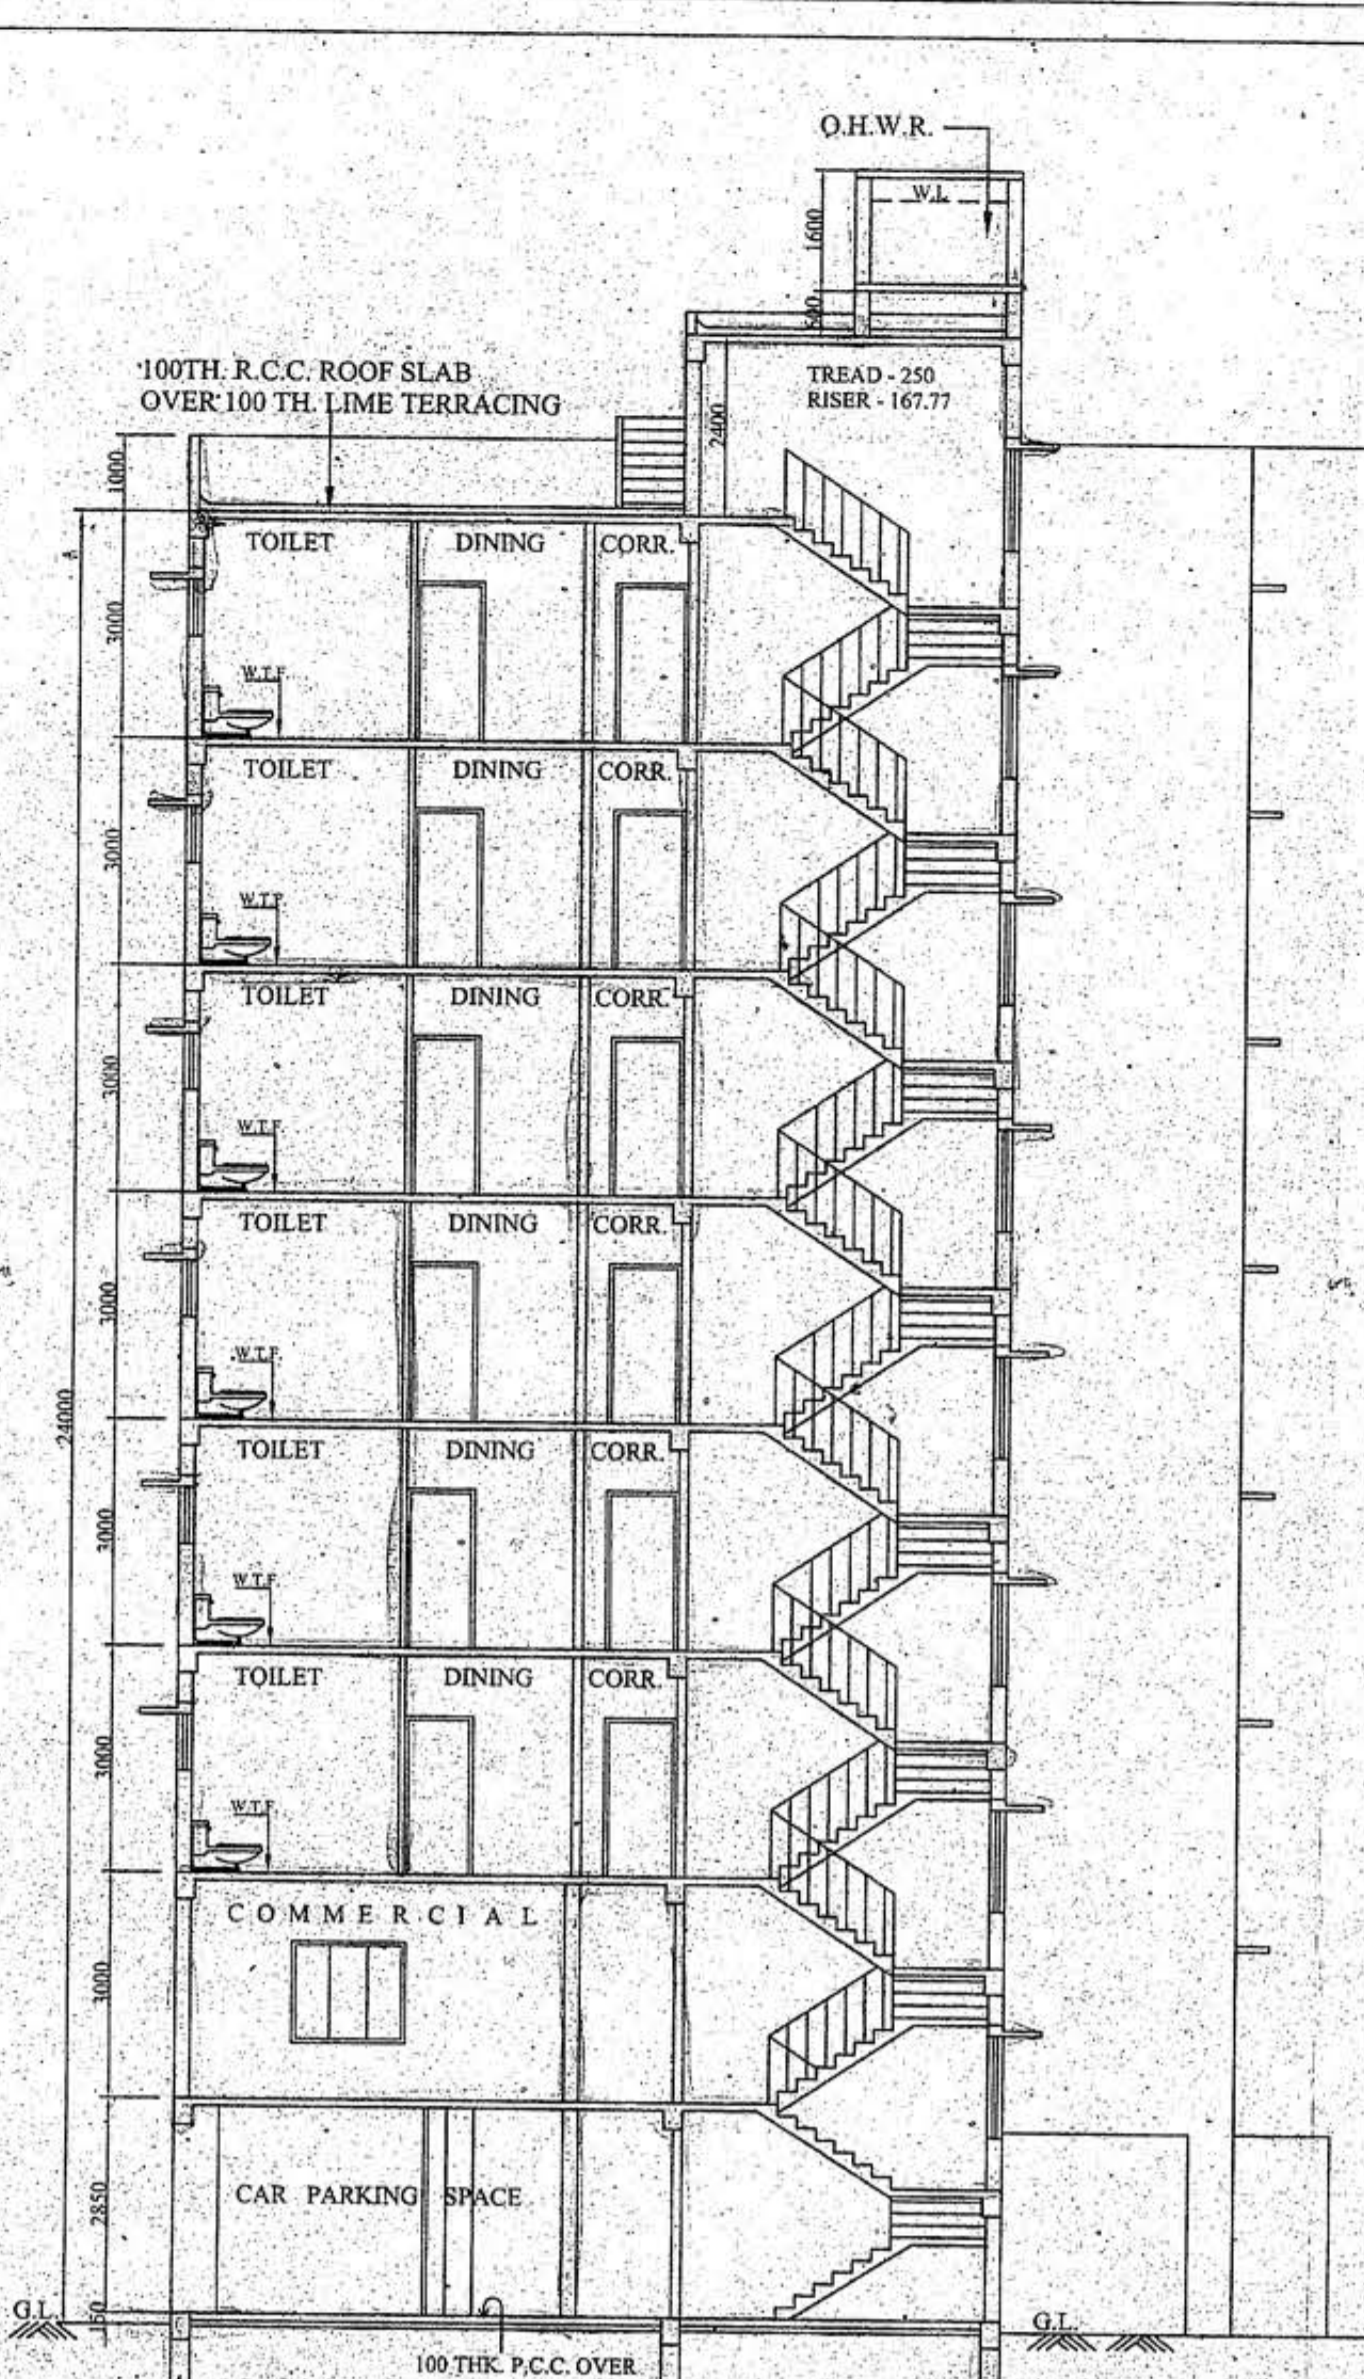 O.H.W.R.
W.L.
1600
600
100TH. R.C.C. ROOF SLAB
OVER 100 TH. LIME TERRACING
TREAD - 250
RISER - 167.77
2400
1000
TOILET DINING CORR.
3000
W.T.F.
TOILET DINING CORR.
3000
W.T.F.
TOILET DINING CORR.
3000
W.T.F.
TOILET DINING CORR.
3000
W.T.F.
24000
TOILET DINING CORR.
3000
W.T.F.
TOILET DINING CORR.
3000
W.T.F.
COMMERCIAL
3000
CAR PARKING SPACE
2850
G.L.
G.L.
100 THK. P.C.C. OVER